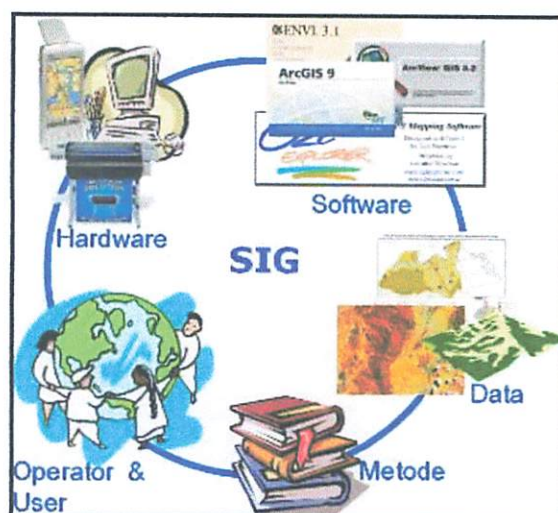 ENVI 3.1
ArcGIS 9
ArcView GIS 3.2
Mapping Software
EXPLORER
Software
Hardware
SIG
Data
Operator &
User
Metode